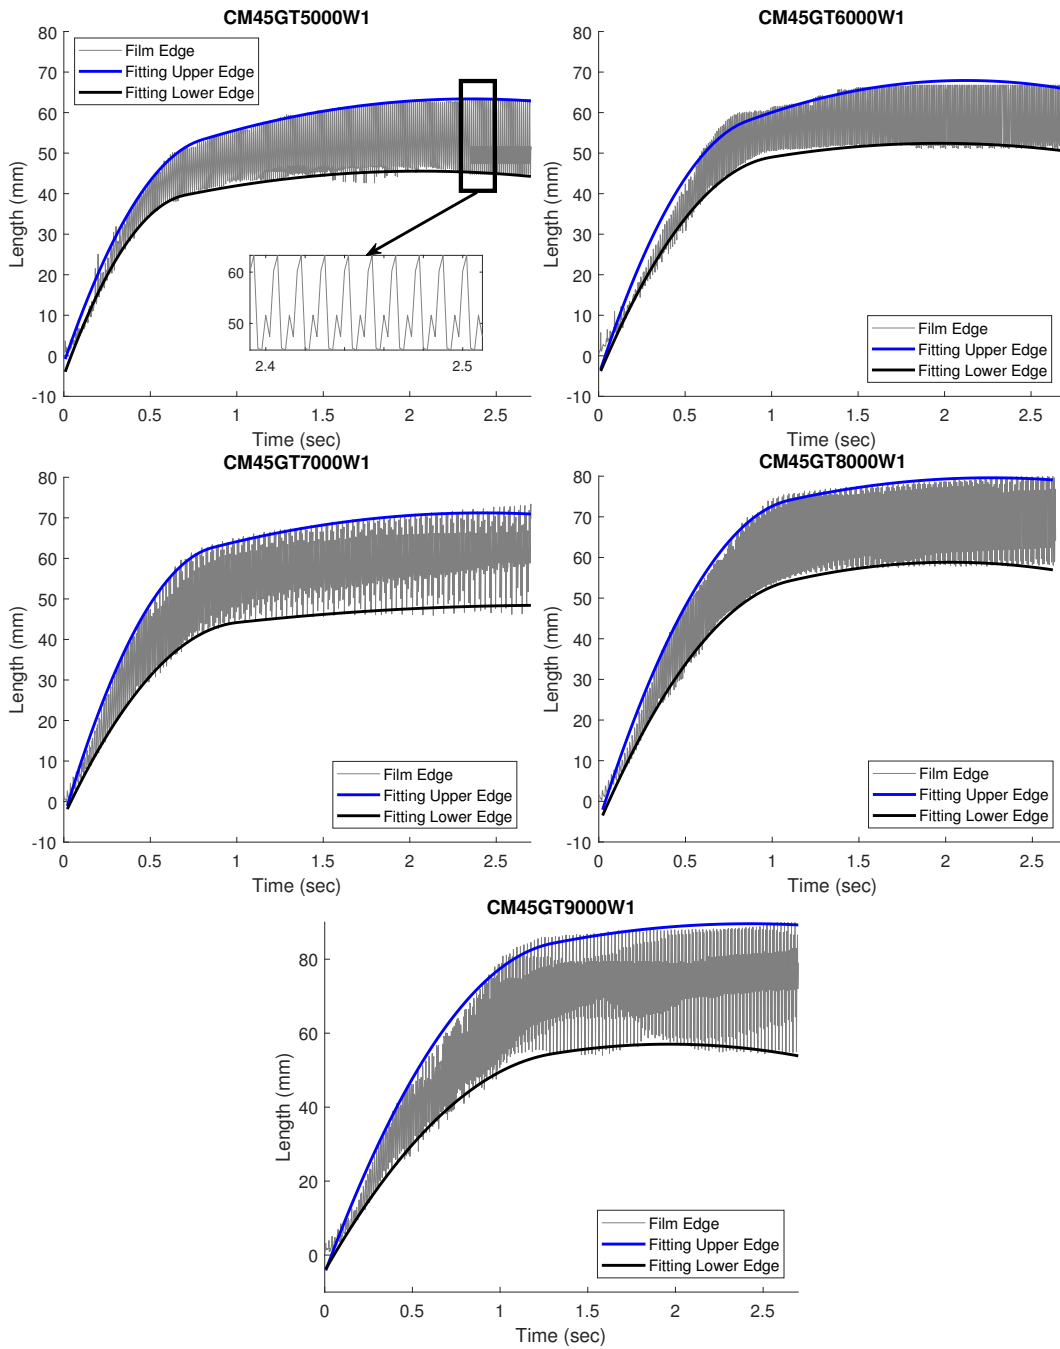 CM45GT5000W1
80
70
60
50
40
30
20
10
0
-10
Length (mm)
Film Edge
Fitting Upper Edge
Fitting Lower Edge
60
50
2.4 2.5
0 0.5 1 1.5 2 2.5
Time (sec)
CM45GT6000W1
80
70
60
50
40
30
20
10
0
-10
Length (mm)
Film Edge
Fitting Upper Edge
Fitting Lower Edge
0 0.5 1 1.5 2 2.5
Time (sec)
CM45GT7000W1
80
70
60
50
40
30
20
10
0
-10
Length (mm)
Film Edge
Fitting Upper Edge
Fitting Lower Edge
0 0.5 1 1.5 2 2.5
Time (sec)
CM45GT8000W1
80
70
60
50
40
30
20
10
0
-10
Length (mm)
Film Edge
Fitting Upper Edge
Fitting Lower Edge
0 0.5 1 1.5 2 2.5
Time (sec)
CM45GT9000W1
80
60
40
20
0
Length (mm)
Film Edge
Fitting Upper Edge
Fitting Lower Edge
0 0.5 1 1.5 2 2.5
Time (sec)